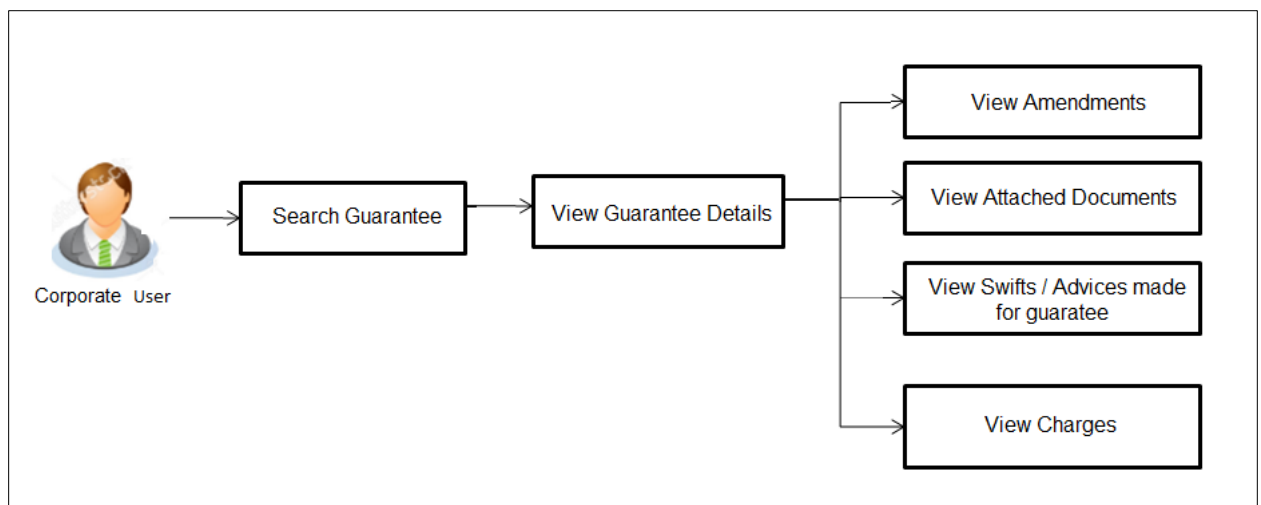 Corporate User
Search Guarantee
View Guarantee Details
View Amendments
View Attached Documents
View Swifts / Advices made
for guaratee
View Charges